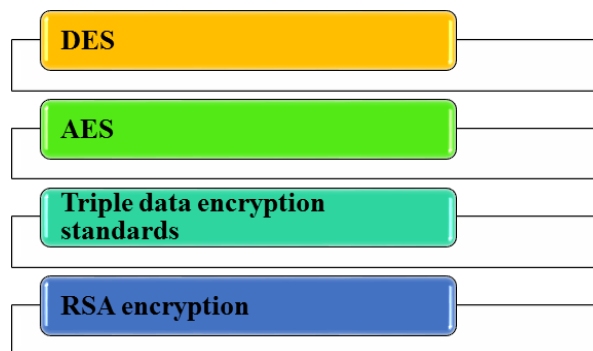 DES
AES
Triple data encryption
standards
RSA encryption